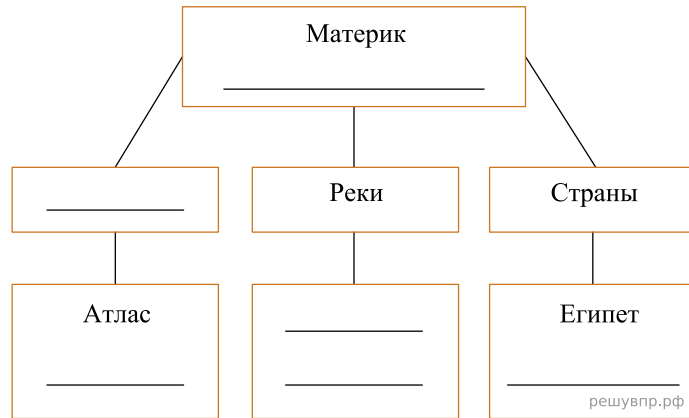 Материк
Реки
Страны
Атлас
Египет
решувпр.рф